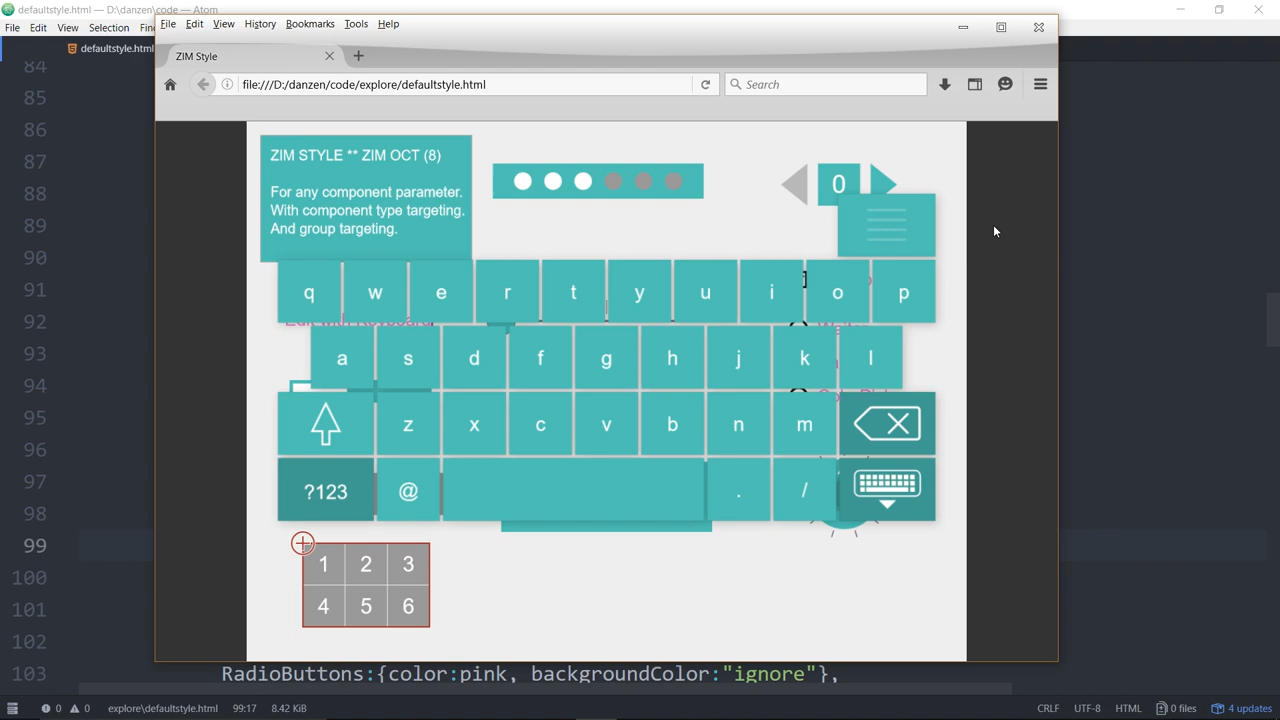 defaultstyle.html — D:\danzen\code — Atom
File Edit View Selection Fin
File Edit View History Bookmarks Tools Help
defaultstyle.html
ZIM Style
file:///D:/danzen/code/explore/defaultstyle.html
Search
84
85
86
87
88
89
90
91
92
93
94
95
96
97
98
99
100
101
102
103
ZIM STYLE ** ZIM OCT (8)
For any component parameter.
With component type targeting.
And group targeting.
0
q w e r t y u i o p
a s d f g h j k l
z x c v b n m
?123 @ . /
1 2 3
4 5 6
RadioButtons:{color:pink, backgroundColor:"ignore"},
0 0 explore\defaultstyle.html 99:17 8.42 KiB CRLF UTF-8 HTML 0 files 4 updates